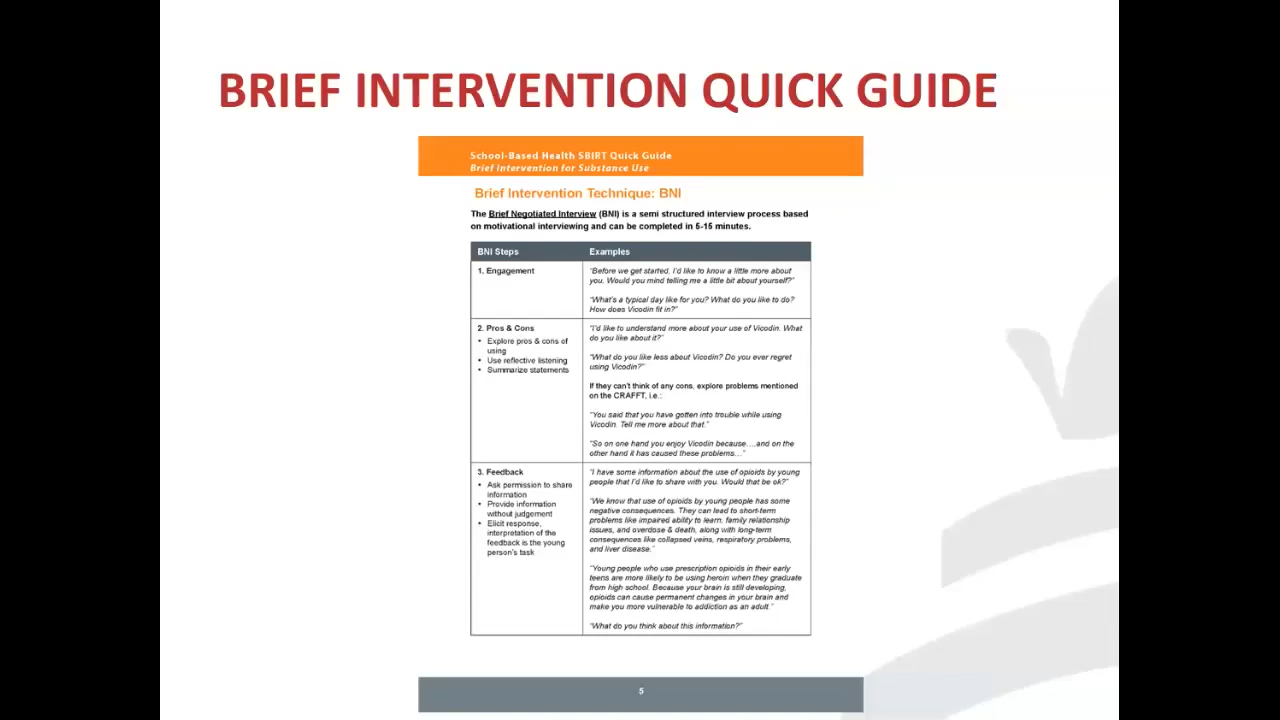 BRIEF INTERVENTION QUICK GUIDE
School-Based Health SBIRT Quick Guide
Brief Intervention for Substance Use
Brief Intervention Technique: BNI
The Brief Negotiated Interview (BNI) is a semi structured interview process based
on motivational interviewing and can be completed in 5-15 minutes.
BNI Steps
Examples
1. Engagement
"Before we get started, I'd like to know a little more about
you. Would you mind telling me a little bit about yourself?"
"What's a typical day like for you? What do you like to do?
How does Vicodin fit in?"
2. Pros & Cons
• Explore pros & cons of
using
• Use reflective listening
• Summarize statements
"I'd like to understand more about your use of Vicodin. What
do you like about it?"
"What do you like less about Vicodin? Do you ever regret
using Vicodin?"
If they can't think of any cons, explore problems mentioned
on the CRAFFT, i.e.:
"You said that you have gotten into trouble while using
Vicodin. Tell me more about that."
"So on one hand you enjoy Vicodin because….and on the
other hand it has caused these problems…"
3. Feedback
• Ask permission to share
information
• Provide information
without judgement
• Elicit response,
interpretation of the
feedback is the young
person's task
"I have some information about the use of opioids by young
people that I'd like to share with you. Would that be ok?"
"We know that use of opioids by young people has some
negative consequences. They can lead to short-term
problems like impaired ability to learn, family relationship
issues, and overdose & death, along with long-term
consequences like collapsed veins, respiratory problems,
and liver disease."
"Young people who use prescription opioids in their early
teens are more likely to be using heroin when they graduate
from high school. Because your brain is still developing,
opioids can cause permanent changes in your brain and
make you more vulnerable to addiction as an adult."
"What do you think about this information?"
5